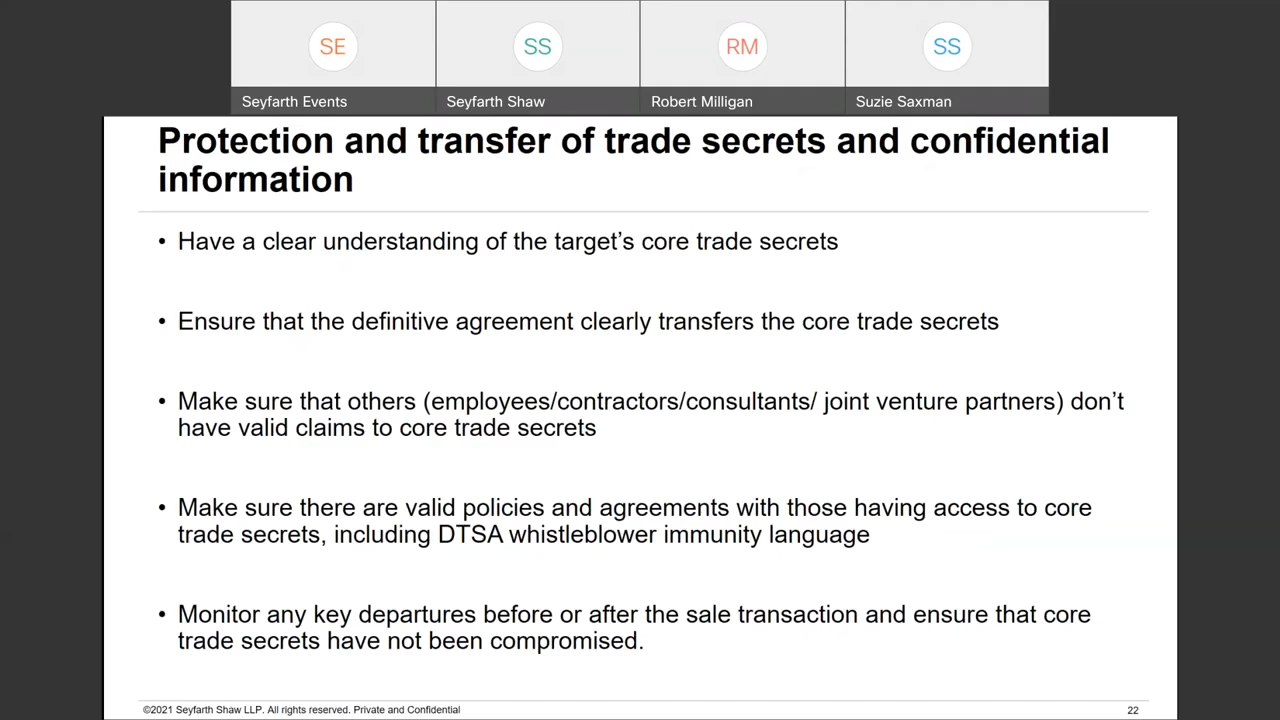 SE
SS
RM
SS
Seyfarth Events
Seyfarth Shaw
Robert Milligan
Suzie Saxman
Protection and transfer of trade secrets and confidential
information
• Have a clear understanding of the target’s core trade secrets
• Ensure that the definitive agreement clearly transfers the core trade secrets
• Make sure that others (employees/contractors/consultants/ joint venture partners) don’t
have valid claims to core trade secrets
• Make sure there are valid policies and agreements with those having access to core
trade secrets, including DTSA whistleblower immunity language
• Monitor any key departures before or after the sale transaction and ensure that core
trade secrets have not been compromised.
©2021 Seyfarth Shaw LLP. All rights reserved. Private and Confidential
22